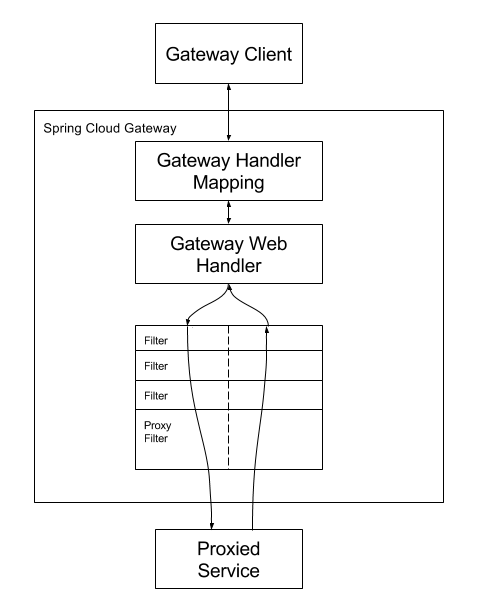 Gateway Client
Spring Cloud Gateway
Gateway Handler
Mapping
Gateway Web
Handler
Filter
Filter
Filter
Proxy
Filter
Proxied
Service